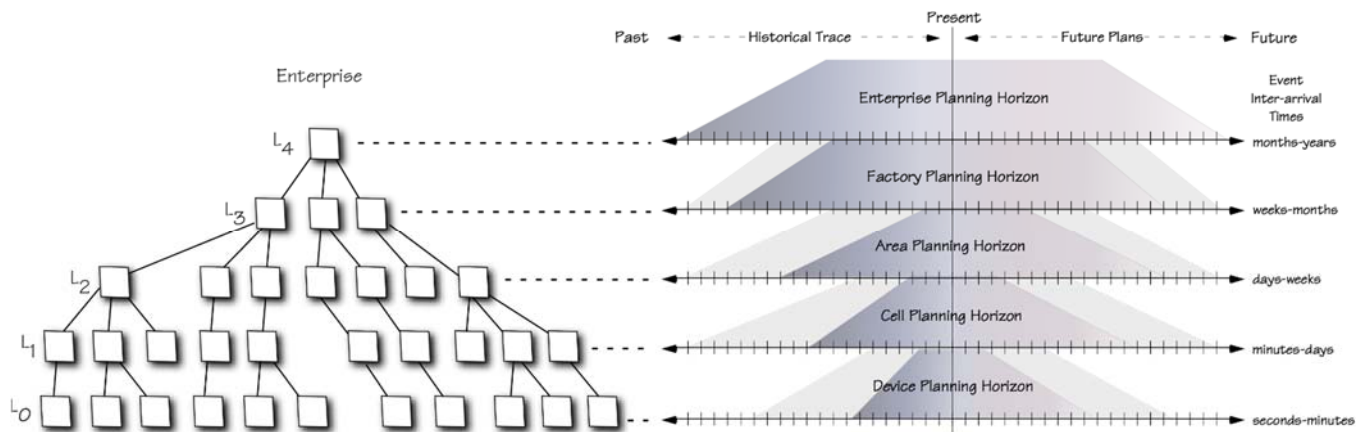 Present
Past Historical Trace Future Plans Future
Enterprise
Event
Inter-arrival
Times
Enterprise Planning Horizon
L4
months-years
Factory Planning Horizon
L3
weeks-months
Area Planning Horizon
L2
days-weeks
Cell Planning Horizon
L1
minutes-days
Device Planning Horizon
L0
seconds-minutes